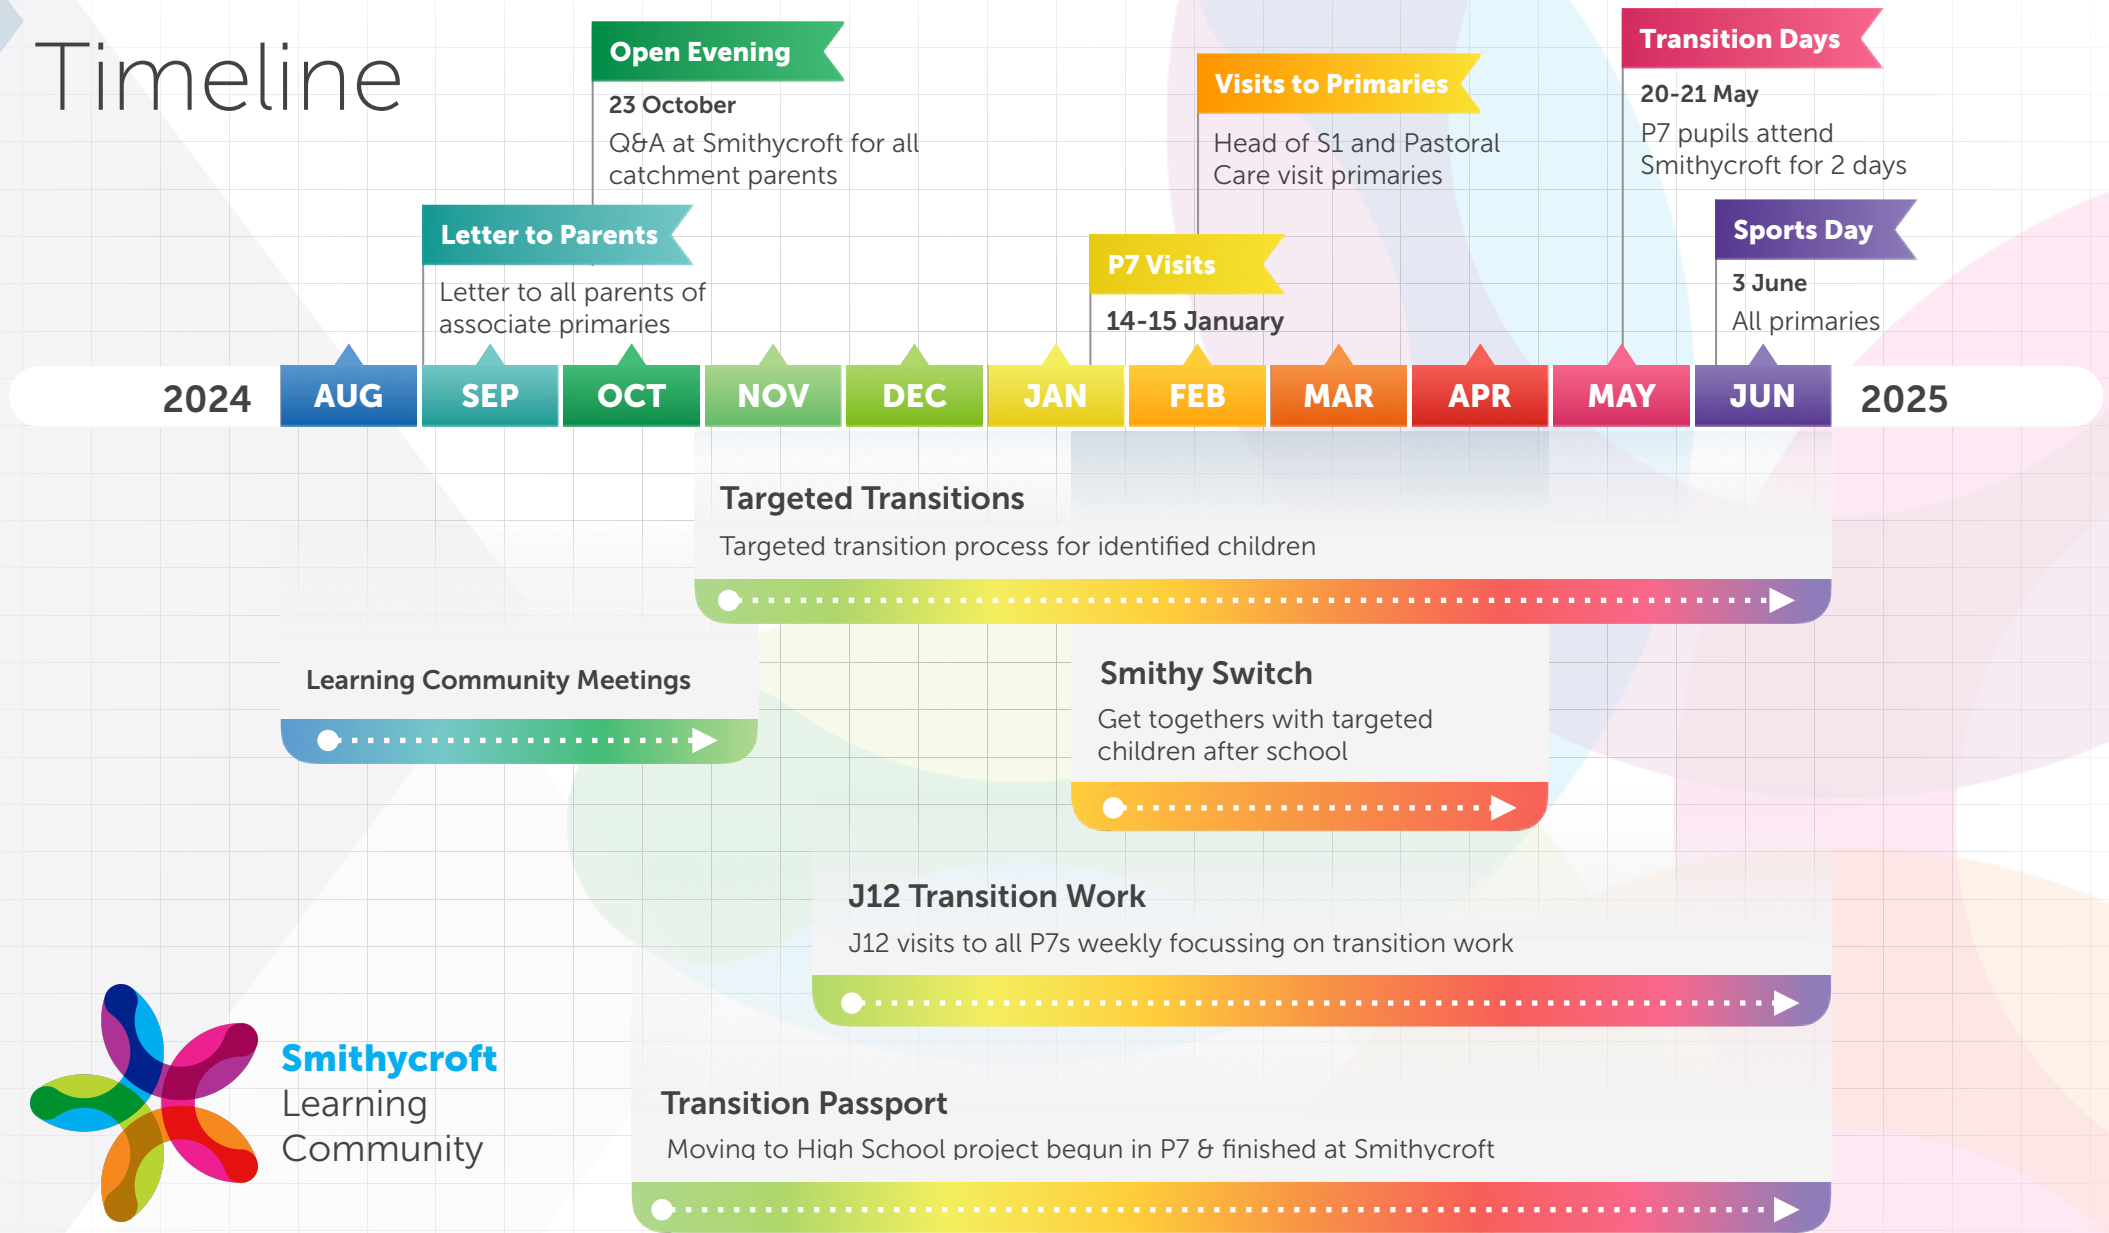 Timeline
Open Evening
23 October
Q&A at Smithycroft for all
catchment parents
Letter to Parents
Letter to all parents of
associate primaries
Visits to Primaries
Head of S1 and Pastoral
Care visit primaries
P7 Visits
14-15 January
Transition Days
20-21 May
P7 pupils attend
Smithycroft for 2 days
Sports Day
3 June
All primaries
2024 AUG SEP OCT NOV DEC JAN FEB MAR APR MAY JUN 2025
Targeted Transitions
Targeted transition process for identified children
Learning Community Meetings
Smithy Switch
Get togethers with targeted
children after school
J12 Transition Work
J12 visits to all P7s weekly focussing on transition work
Transition Passport
Moving to High School project begun in P7 & finished at Smithycroft
Smithycroft
Learning
Community